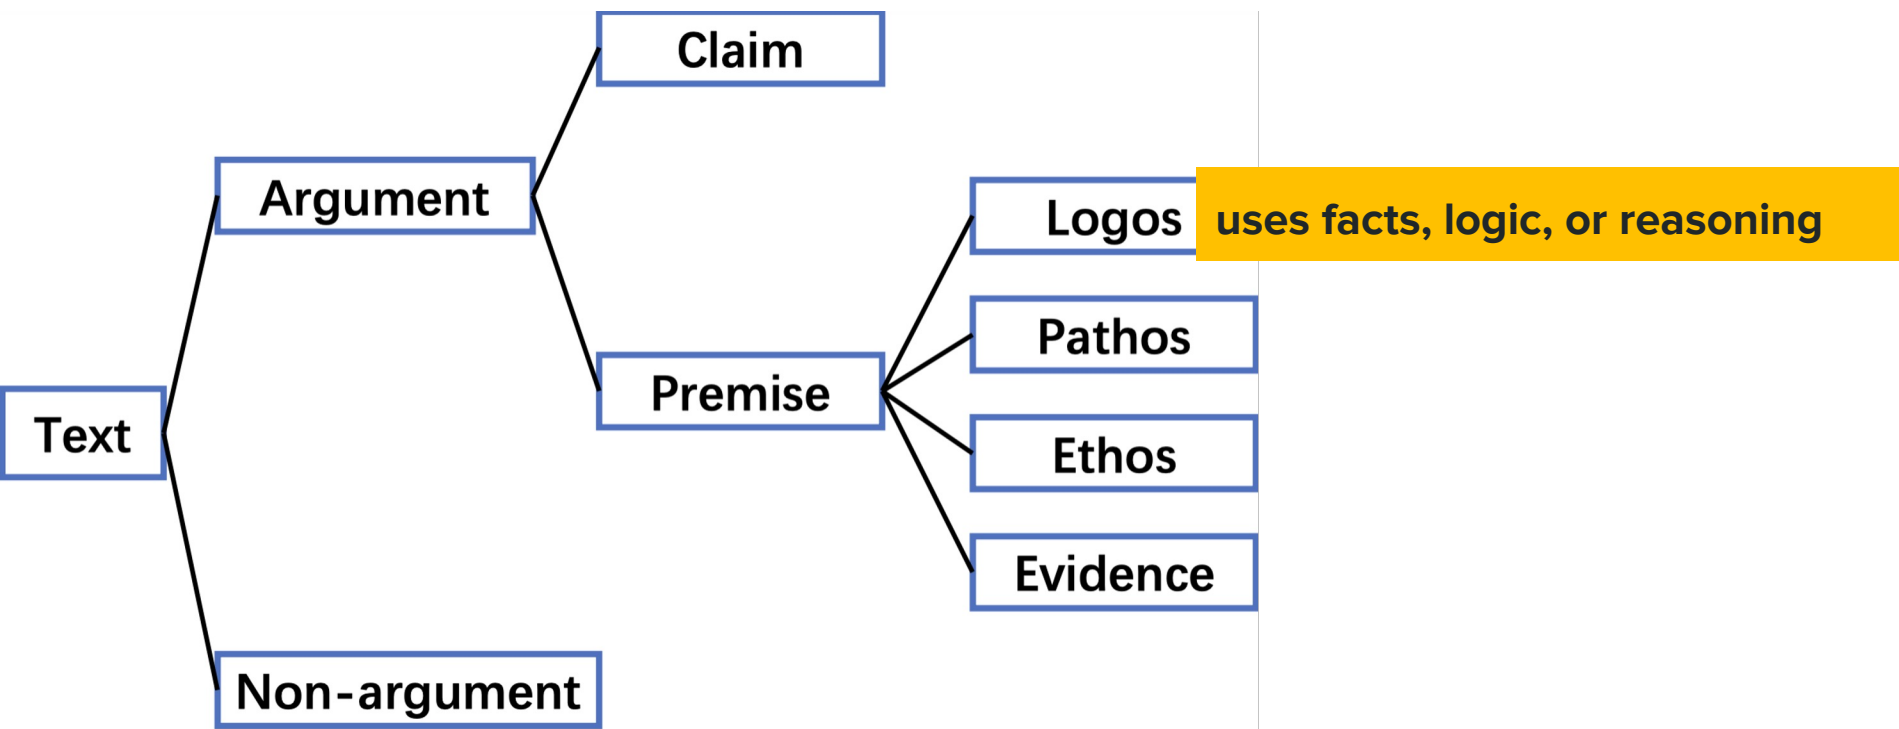 Claim
Argument
Logos
uses facts, logic, or reasoning
Pathos
Premise
Text
Ethos
Evidence
Non-argument